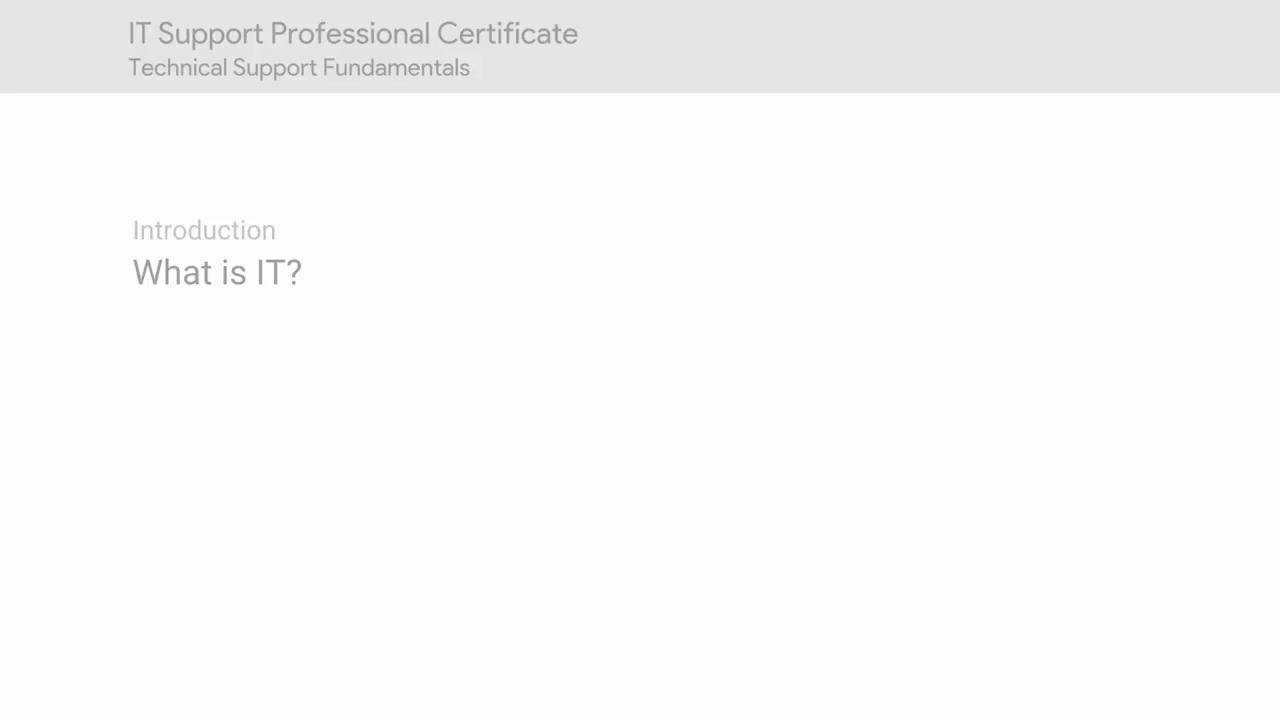 IT Support Professional Certificate
Technical Support Fundamentals
Introduction
What is IT?